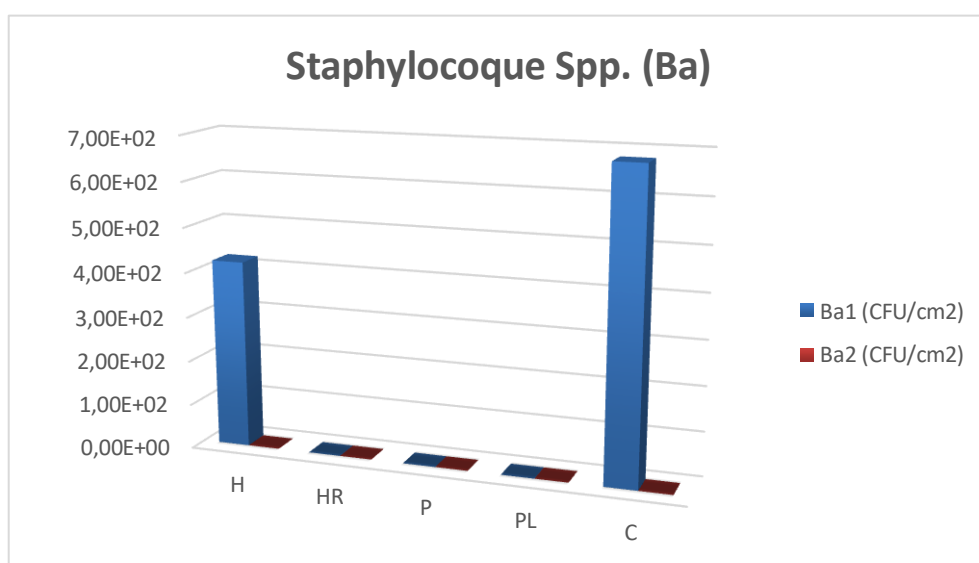 Staphylocoque Spp. (Ba)
7,00E+02
6,00E+02
5,00E+02
4,00E+02
3,00E+02
2,00E+02
1,00E+02
0,00E+00
H
HR
P
PL
C
Ba1 (CFU/cm2)
Ba2 (CFU/cm2)